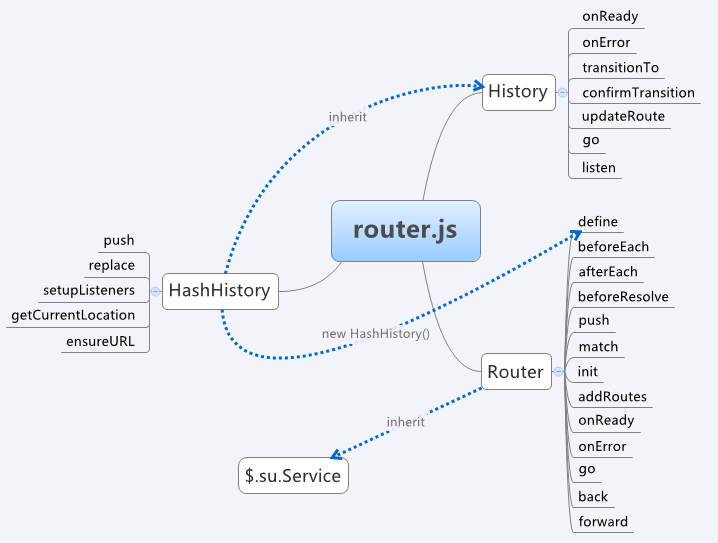 router.js
History
onReady
onError
transitionTo
confirmTransition
updateRoute
go
listen
inherit
HashHistory
push
replace
setupListeners
getCurrentLocation
ensureURL
new HashHistory()
Router
define
beforeEach
afterEach
beforeResolve
push
match
init
addRoutes
onReady
onError
go
back
forward
inherit
$.su.Service